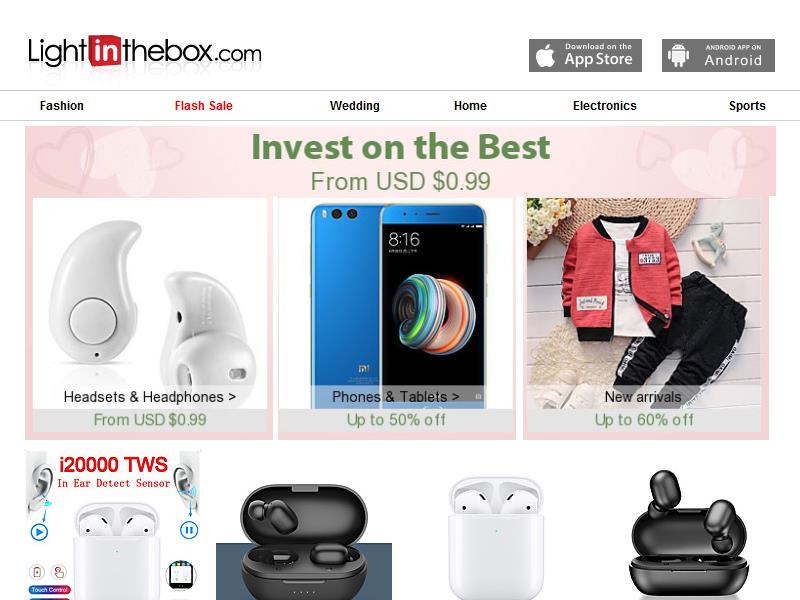 Lightinthebox.com
Download on the
App Store
ANDROID APP ON
Android
Fashion
Flash Sale
Wedding
Home
Electronics
Sports
Invest on the Best
From USD $0.99
8:16
Headsets & Headphones >
From USD $0.99
Phones & Tablets >
Up to 50% off
New arrivals
Up to 60% off
i20000 TWS
In Ear Detect Sensor
Touch Control